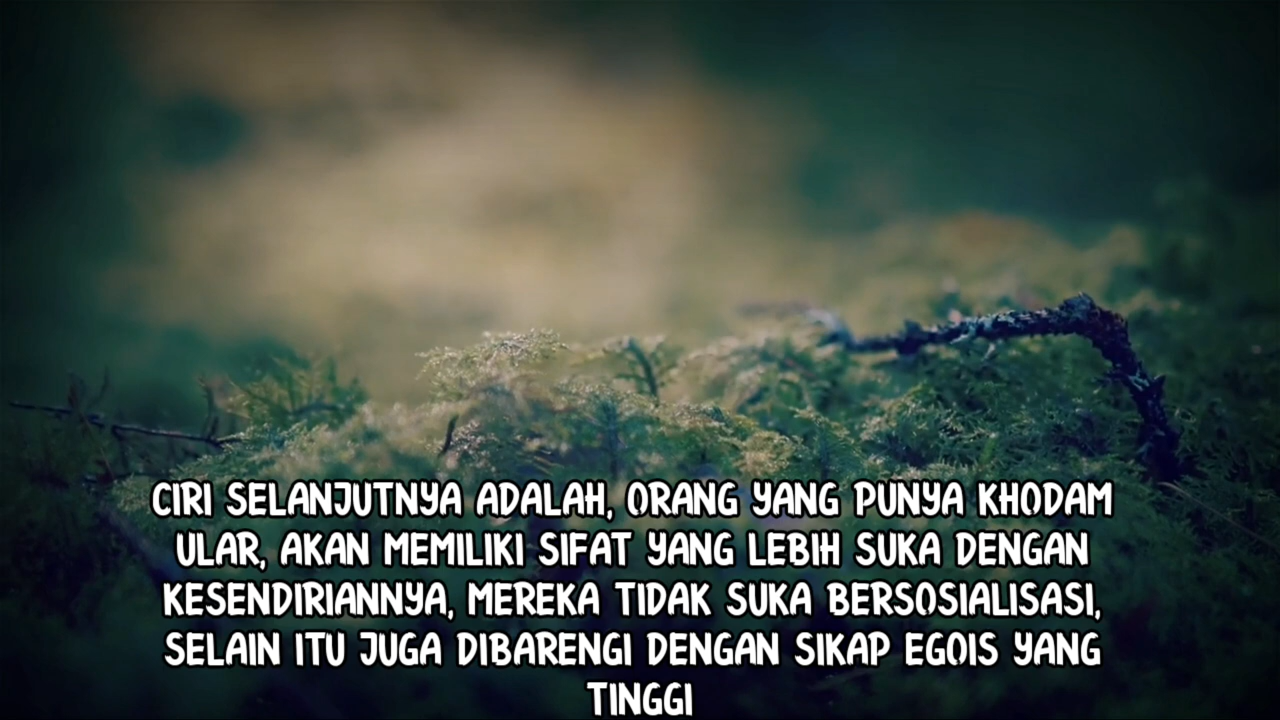 CIRI SELANJUTNYA ADALAH, ORANG YANG PUNYA KHODAM
ULAR, AKAN MEMILIKI SIFAT YANG LEBIH SUKA DENGAN
KESENDIRIANNYA, MEREKA TIDAK SUKA BERSOSIALISASI,
SELAIN ITU JUGA DIBARENGI DENGAN SIKAP EGOIS YANG
TINGGI